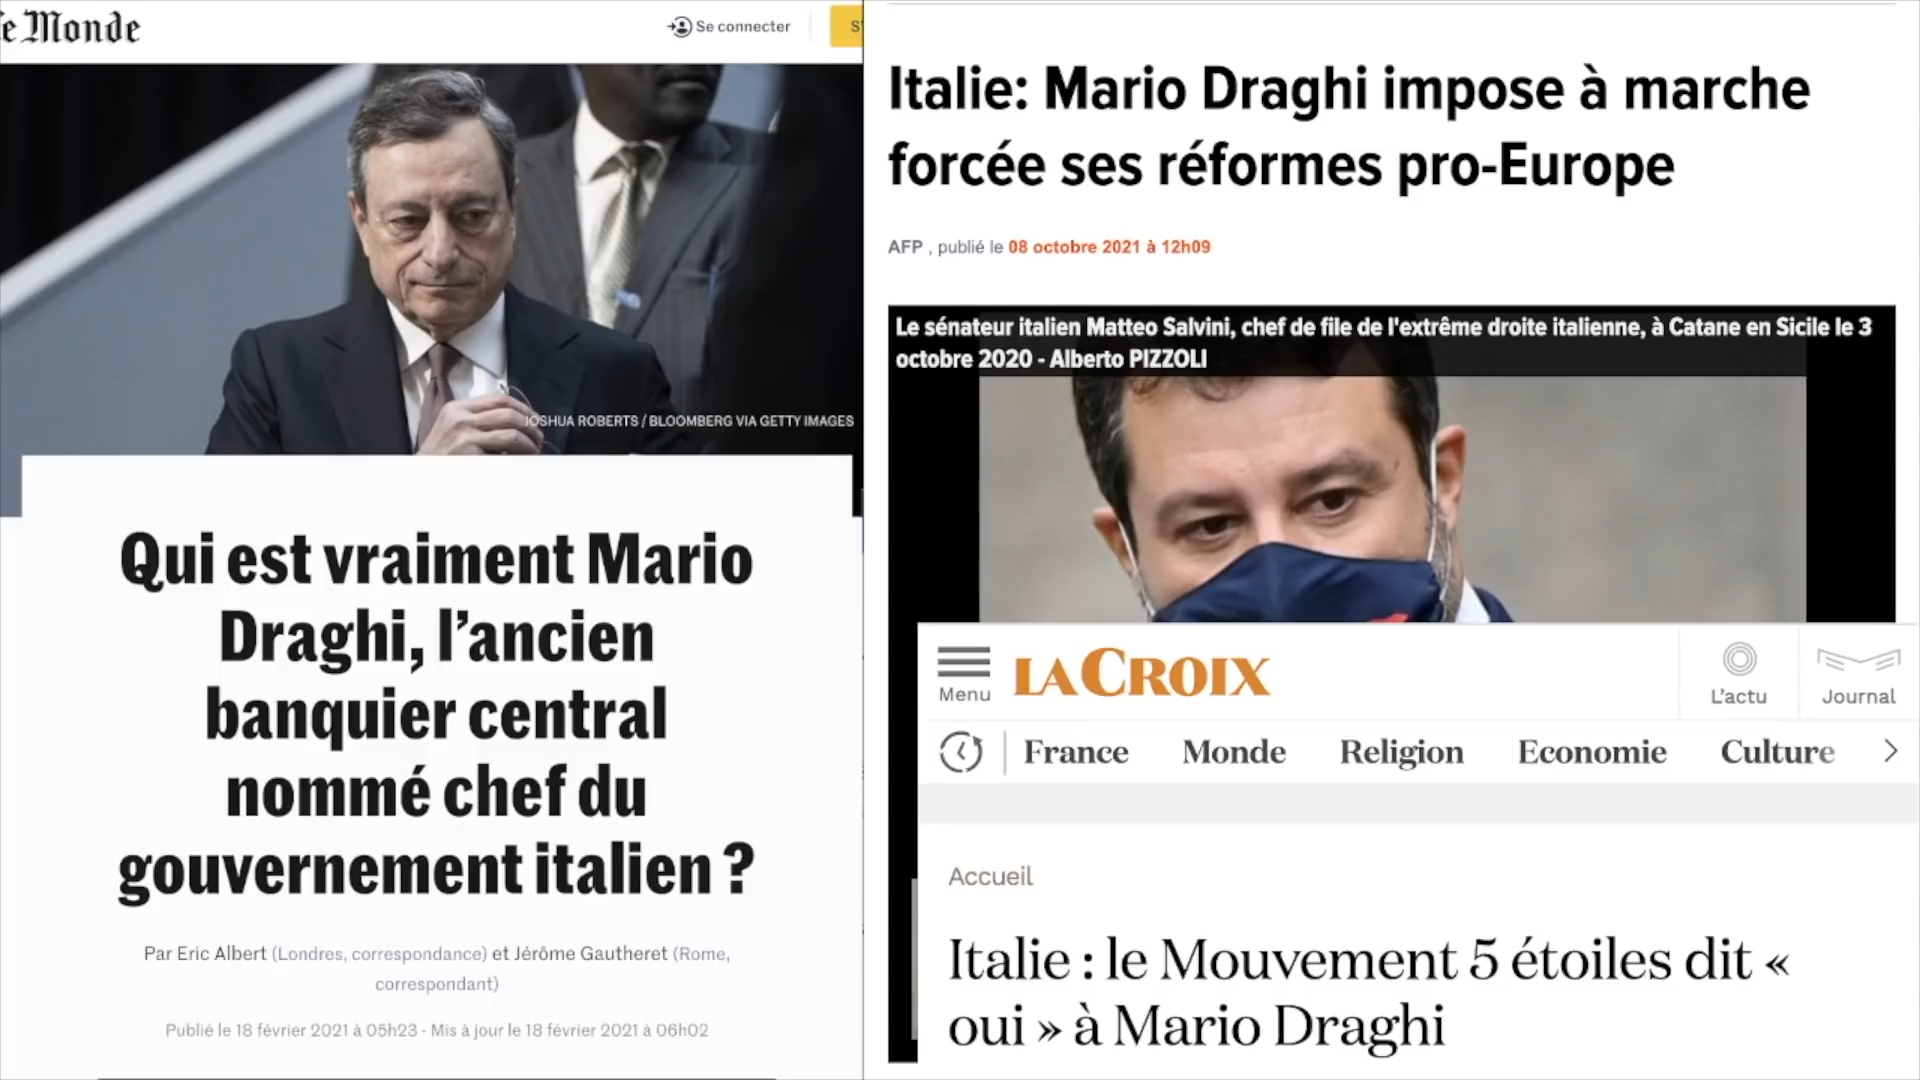 e Monde
Se connecter
S'
JOSHUA ROBERTS / BLOOMBERG VIA GETTY IMAGES
Qui est vraiment Mario
Draghi, l’ancien
banquier central
nommé chef du
gouvernement italien ?
Par Eric Albert (Londres, correspondance) et Jérôme Gautheret (Rome,
correspondant)
Publié le 18 février 2021 à 05h23 - Mis à jour le 18 février 2021 à 06h02
Italie: Mario Draghi impose à marche
forcée ses réformes pro-Europe
AFP , publié le 08 octobre 2021 à 12h09
Le sénateur italien Matteo Salvini, chef de file de l'extrême droite italienne, à Catane en Sicile le 3
octobre 2020 - Alberto PIZZOLI
Menu
LA CROIX
L’actu
Journal
France Monde Religion Economie Culture
Accueil
Italie : le Mouvement 5 étoiles dit «
oui » à Mario Draghi